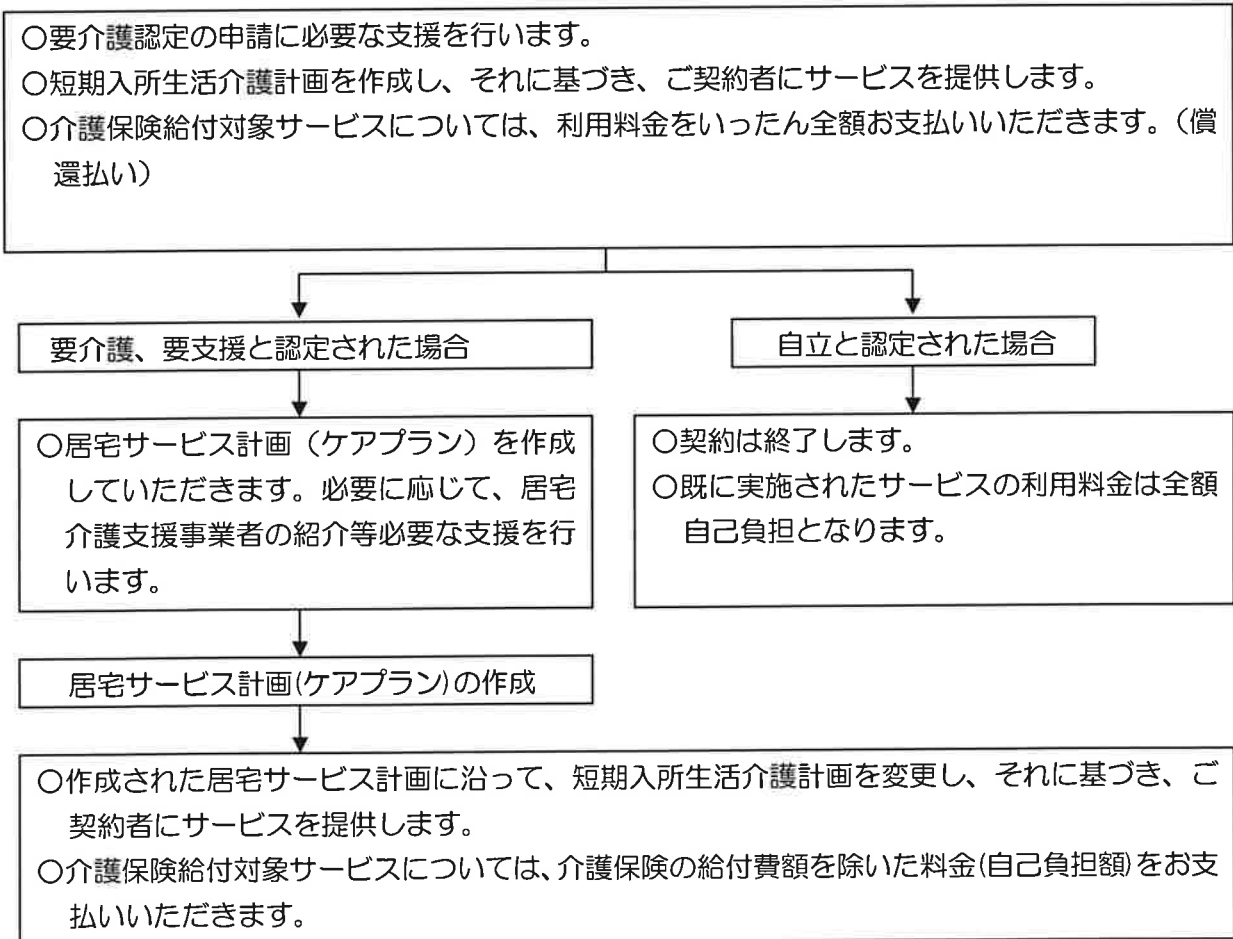 ○要介護認定の申請に必要な支援を行います。
○短期入所生活介護計画を作成し、それに基づき、ご契約者にサービスを提供します。
○介護保険給付対象サービスについては、利用料金をいったん全額お支払いいただきます。（償
還払い）
要介護、要支援と認定された場合
自立と認定された場合
○居宅サービス計画（ケアプラン）を作成
していただきます。必要に応じて、居宅
介護支援事業者の紹介等必要な支援を行
います。
○契約は終了します。
○既に実施されたサービスの利用料金は全額
自己負担となります。
居宅サービス計画(ケアプラン)の作成
○作成された居宅サービス計画に沿って、短期入所生活介護計画を変更し、それに基づき、ご
契約者にサービスを提供します。
○介護保険給付対象サービスについては、介護保険の給付費額を除いた料金(自己負担額)をお支
払いいただきます。